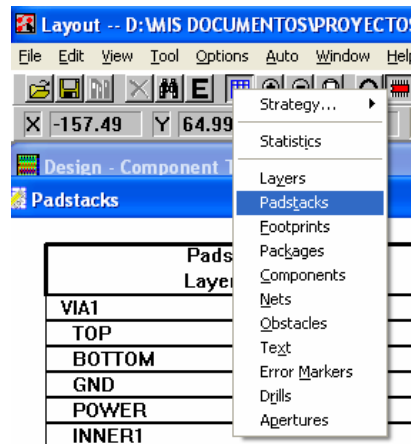 Layout -- D:\MIS DOCUMENTOS\PROYECTOS
File Edit View Tool Options Auto Window Help
E
X -157.49 Y 64.99
Design - Component T
Padstacks
Pads
Layer
VIA1
TOP
BOTTOM
GND
POWER
INNER1
Strategy...
Statistics
Layers
Padstacks
Footprints
Packages
Components
Nets
Obstacles
Text
Error Markers
Drills
Apertures